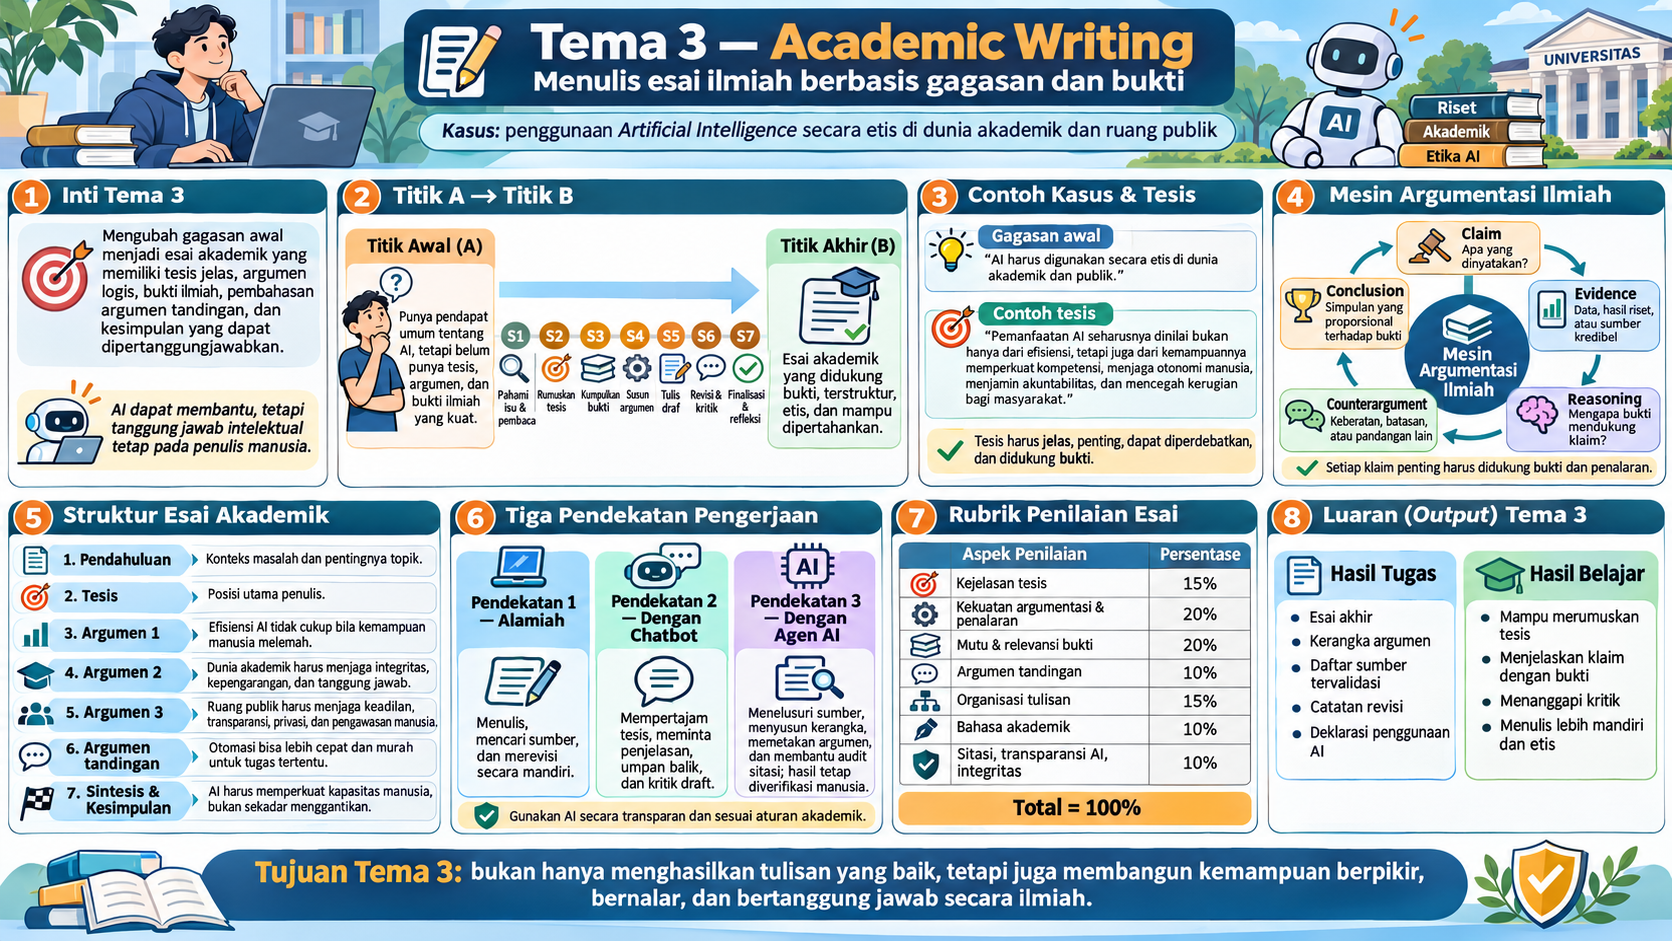 Tema 3 — Academic Writing
Menulis esai ilmiah berbasis gagasan dan bukti
Kasus: penggunaan Artificial Intelligence secara etis di dunia akademik dan ruang publik
AI
Riset
Akademik
Etika AI
UNIVERSITAS
1 Inti Tema 3
Mengubah gagasan awal
menjadi esai akademik yang
memiliki tesis jelas, argumen
logis, bukti ilmiah, pembahasan
argumen tandingan, dan
kesimpulan yang dapat
dipertanggungjawabkan.
AI dapat membantu, tetapi
tanggung jawab intelektual
tetap pada penulis manusia.
2 Titik A → Titik B
Titik Awal (A)
?
Punya pendapat
umum tentang
AI, tetapi belum
punya tesis,
argumen, dan
bukti ilmiah
yang kuat.
S1 S2 S3 S4 S5 S6 S7
Pahami
isu &
pembaca
Rumuskan
tesis
Kumpulkan
bukti
Susun
argumen
Tulis
draf
Revisi &
kritik
Finalisasi
&
refleksi
Titik Akhir (B)
Esai akademik
yang didukung
bukti, terstruktur,
etis, dan mampu
dipertahankan.
3 Contoh Kasus & Tesis
Gagasan awal
“AI harus digunakan secara etis di dunia
akademik dan publik.”
Contoh tesis
“Pemanfaatan AI seharusnya dinilai bukan
hanya dari efisiensi, tetapi juga dari kemampuannya
memperkuat kompetensi, menjaga otonomi manusia,
menjamin akuntabilitas, dan mencegah kerugian
bagi masyarakat.”
Tesis harus jelas, penting, dapat diperdebatkan,
dan didukung bukti.
4 Mesin Argumentasi Ilmiah
Claim
Apa yang
dinyatakan?
Evidence
Data, hasil riset,
atau sumber
kredibel
Reasoning
Mengapa bukti
mendukung
klaim?
Counterargument
Keberatan, batasan,
atau pandangan lain
Conclusion
Simpulan yang
proporsional
terhadap bukti
Mesin
Argumentasi
Ilmiah
Setiap klaim penting harus didukung bukti dan penalaran.
5 Struktur Esai Akademik
1. Pendahuluan
Konteks masalah dan pentingnya topik.
2. Tesis
Posisi utama penulis.
3. Argumen 1
Efisiensi AI tidak cukup bila kemampuan
manusia melemah.
4. Argumen 2
Dunia akademik harus menjaga integritas,
kepengarangan, dan tanggung jawab.
5. Argumen 3
Ruang publik harus menjaga keadilan,
transparansi, privasi, dan pengawasan manusia.
6. Argumen
tandingan
Otomasi bisa lebih cepat dan murah
untuk tugas tertentu.
7. Sintesis &
Kesimpulan
AI harus memperkuat kapasitas manusia,
bukan sekadar menggantikan.
6 Tiga Pendekatan Pengerjaan
Pendekatan 1
— Alamiah
Menulis,
mencari sumber,
dan merevisi
secara mandiri.
Pendekatan 2
— Dengan
Chatbot
Mempertajam
tesis, meminta
penjelasan,
umpan balik,
dan kritik draft.
AI
Pendekatan 3
— Dengan
Agen AI
Menelusuri sumber,
menyusun kerangka,
memetakan argumen,
dan membantu audit
sitasi; hasil tetap
diverifikasi manusia.
Gunakan AI secara transparan dan sesuai aturan akademik.
7 Rubrik Penilaian Esai
Aspek Penilaian Persentase
Kejelasan tesis 15%
Kekuatan argumentasi &
penalaran 20%
Mutu & relevansi bukti 20%
Argumen tandingan 10%
Organisasi tulisan 15%
Bahasa akademik 10%
Sitasi, transparansi AI,
integritas 10%
Total = 100%
8 Luaran (Output) Tema 3
Hasil Tugas
• Esai akhir
• Kerangka argumen
• Daftar sumber
tervalidasi
• Catatan revisi
• Deklarasi penggunaan
AI
Hasil Belajar
• Mampu merumuskan
tesis
• Menjelaskan klaim
dengan bukti
• Menanggapi kritik
• Menulis lebih mandiri
dan etis
Tujuan Tema 3: bukan hanya menghasilkan tulisan yang baik, tetapi juga membangun kemampuan berpikir,
bernalar, dan bertanggung jawab secara ilmiah.